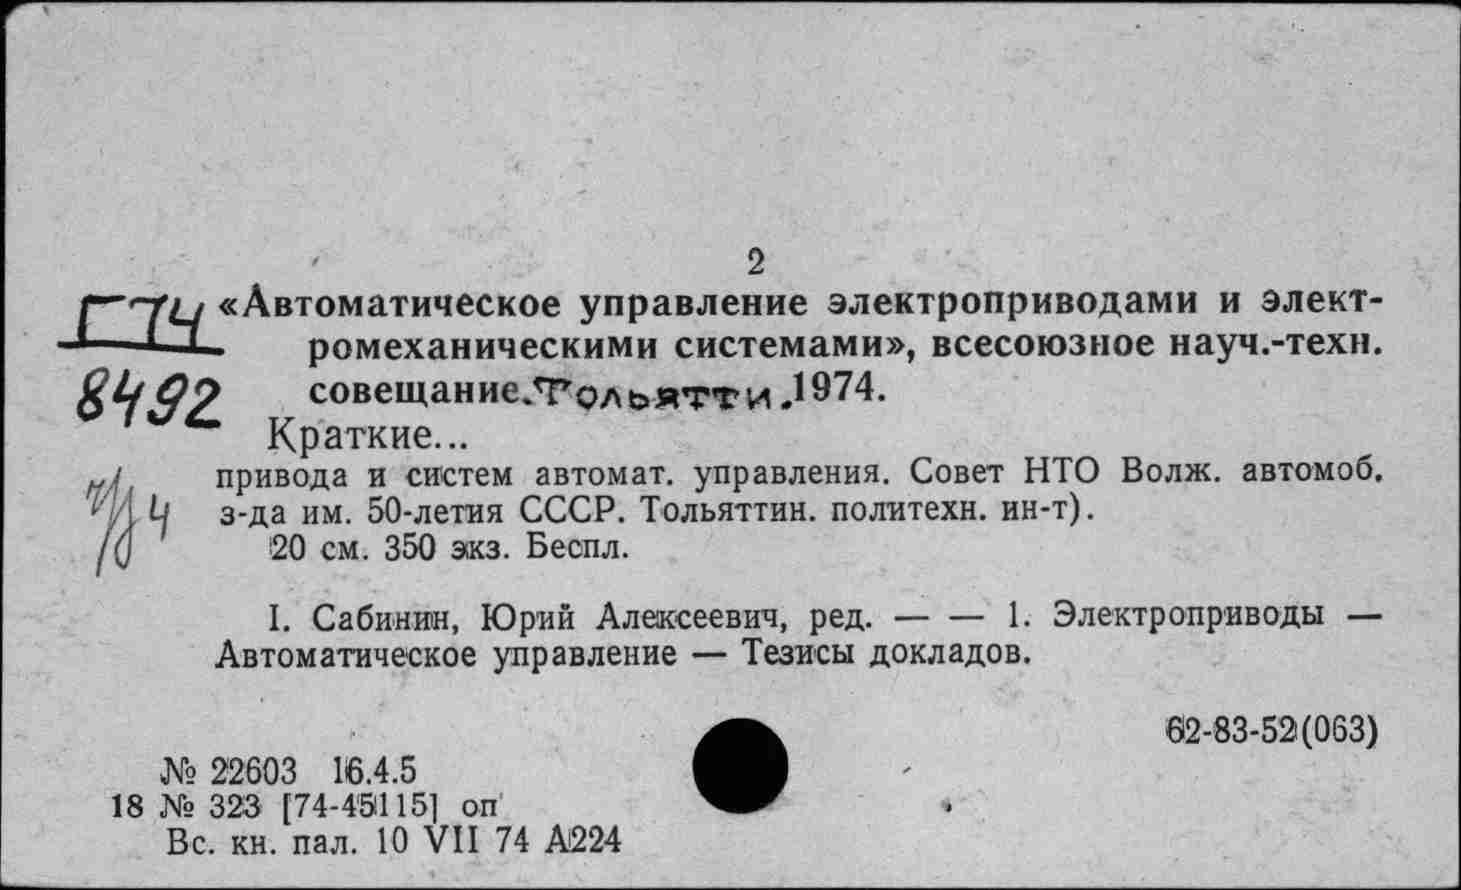 2
Г74 «Автоматическое управление электроприводами и элект-
ромеханическими системами», всесоюзное науч.-техн.
8492 совещание. Тольятти, 1974.
Краткие...
привода и систем автомат. управления. Совет НТО Волж. автомоб.
з-да им. 50-летия СССР. Тольяттин. политехн. ин-т).
20 см. 350 экз. Беспл.
I. Сабинин, Юрий Алексеевич, ред. — — 1. Электроприводы —
Автоматическое управление — Тезисы докладов.
62-83-52(063)
№ 22603 16.4.5
18 № 323 [74-45115] оп
Вс. кн. пал. 10 VII 74 А224